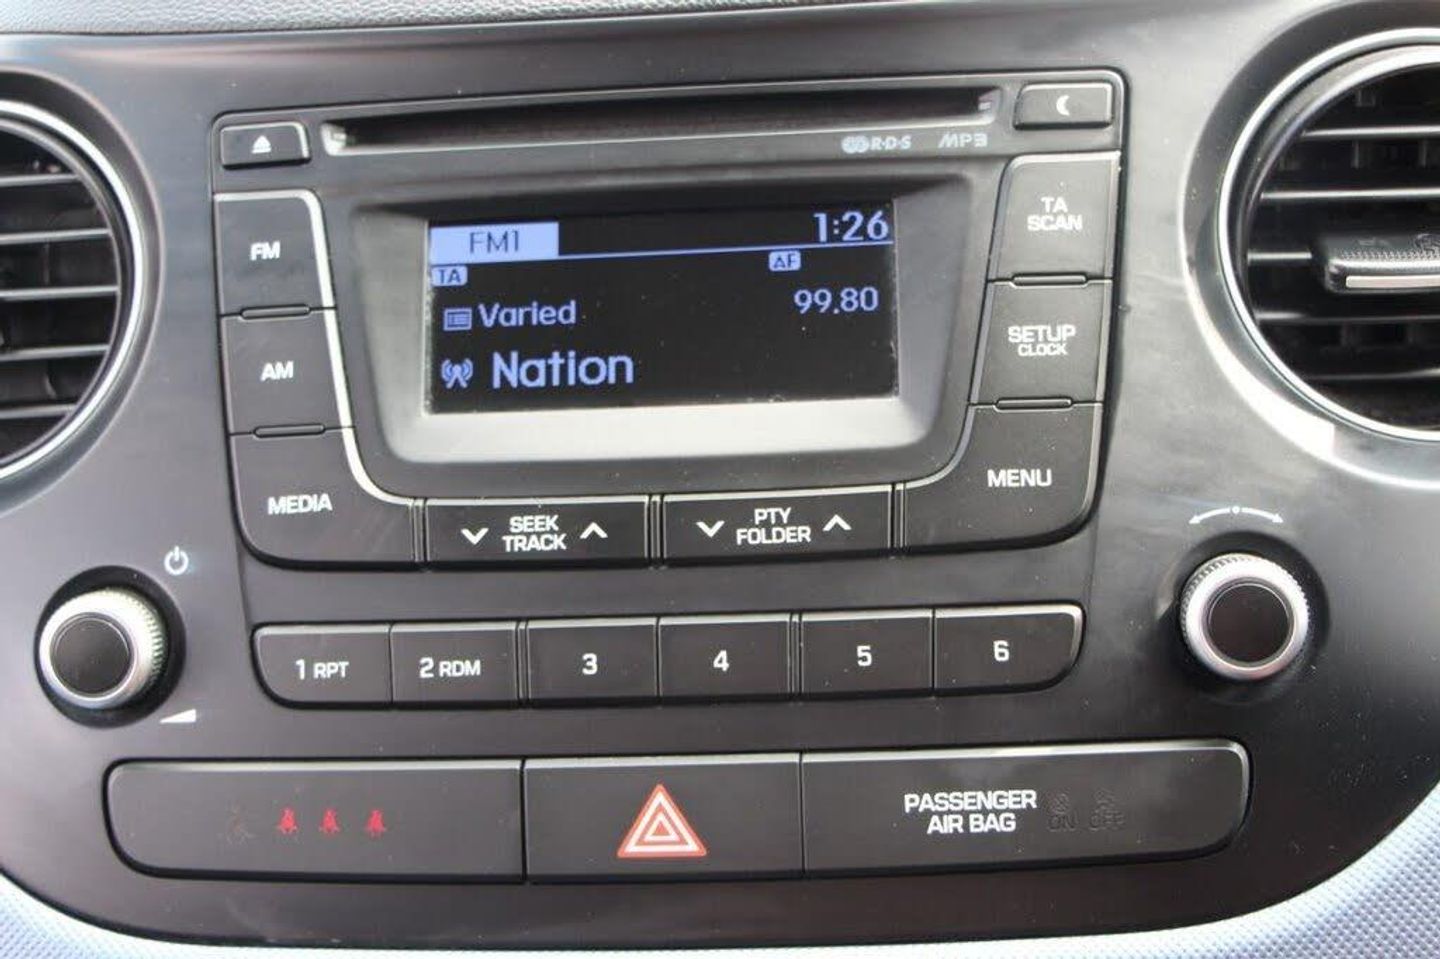 R·D·S MP3
FM
AM
MEDIA
FM1 1:26
TA AF
Varied 99.80
Nation
TA
SCAN
SETUP
CLOCK
MENU
SEEK
TRACK
PTY
FOLDER
1 RPT
2 RDM
3
4
5
6
PASSENGER
AIR BAG
ON OFF